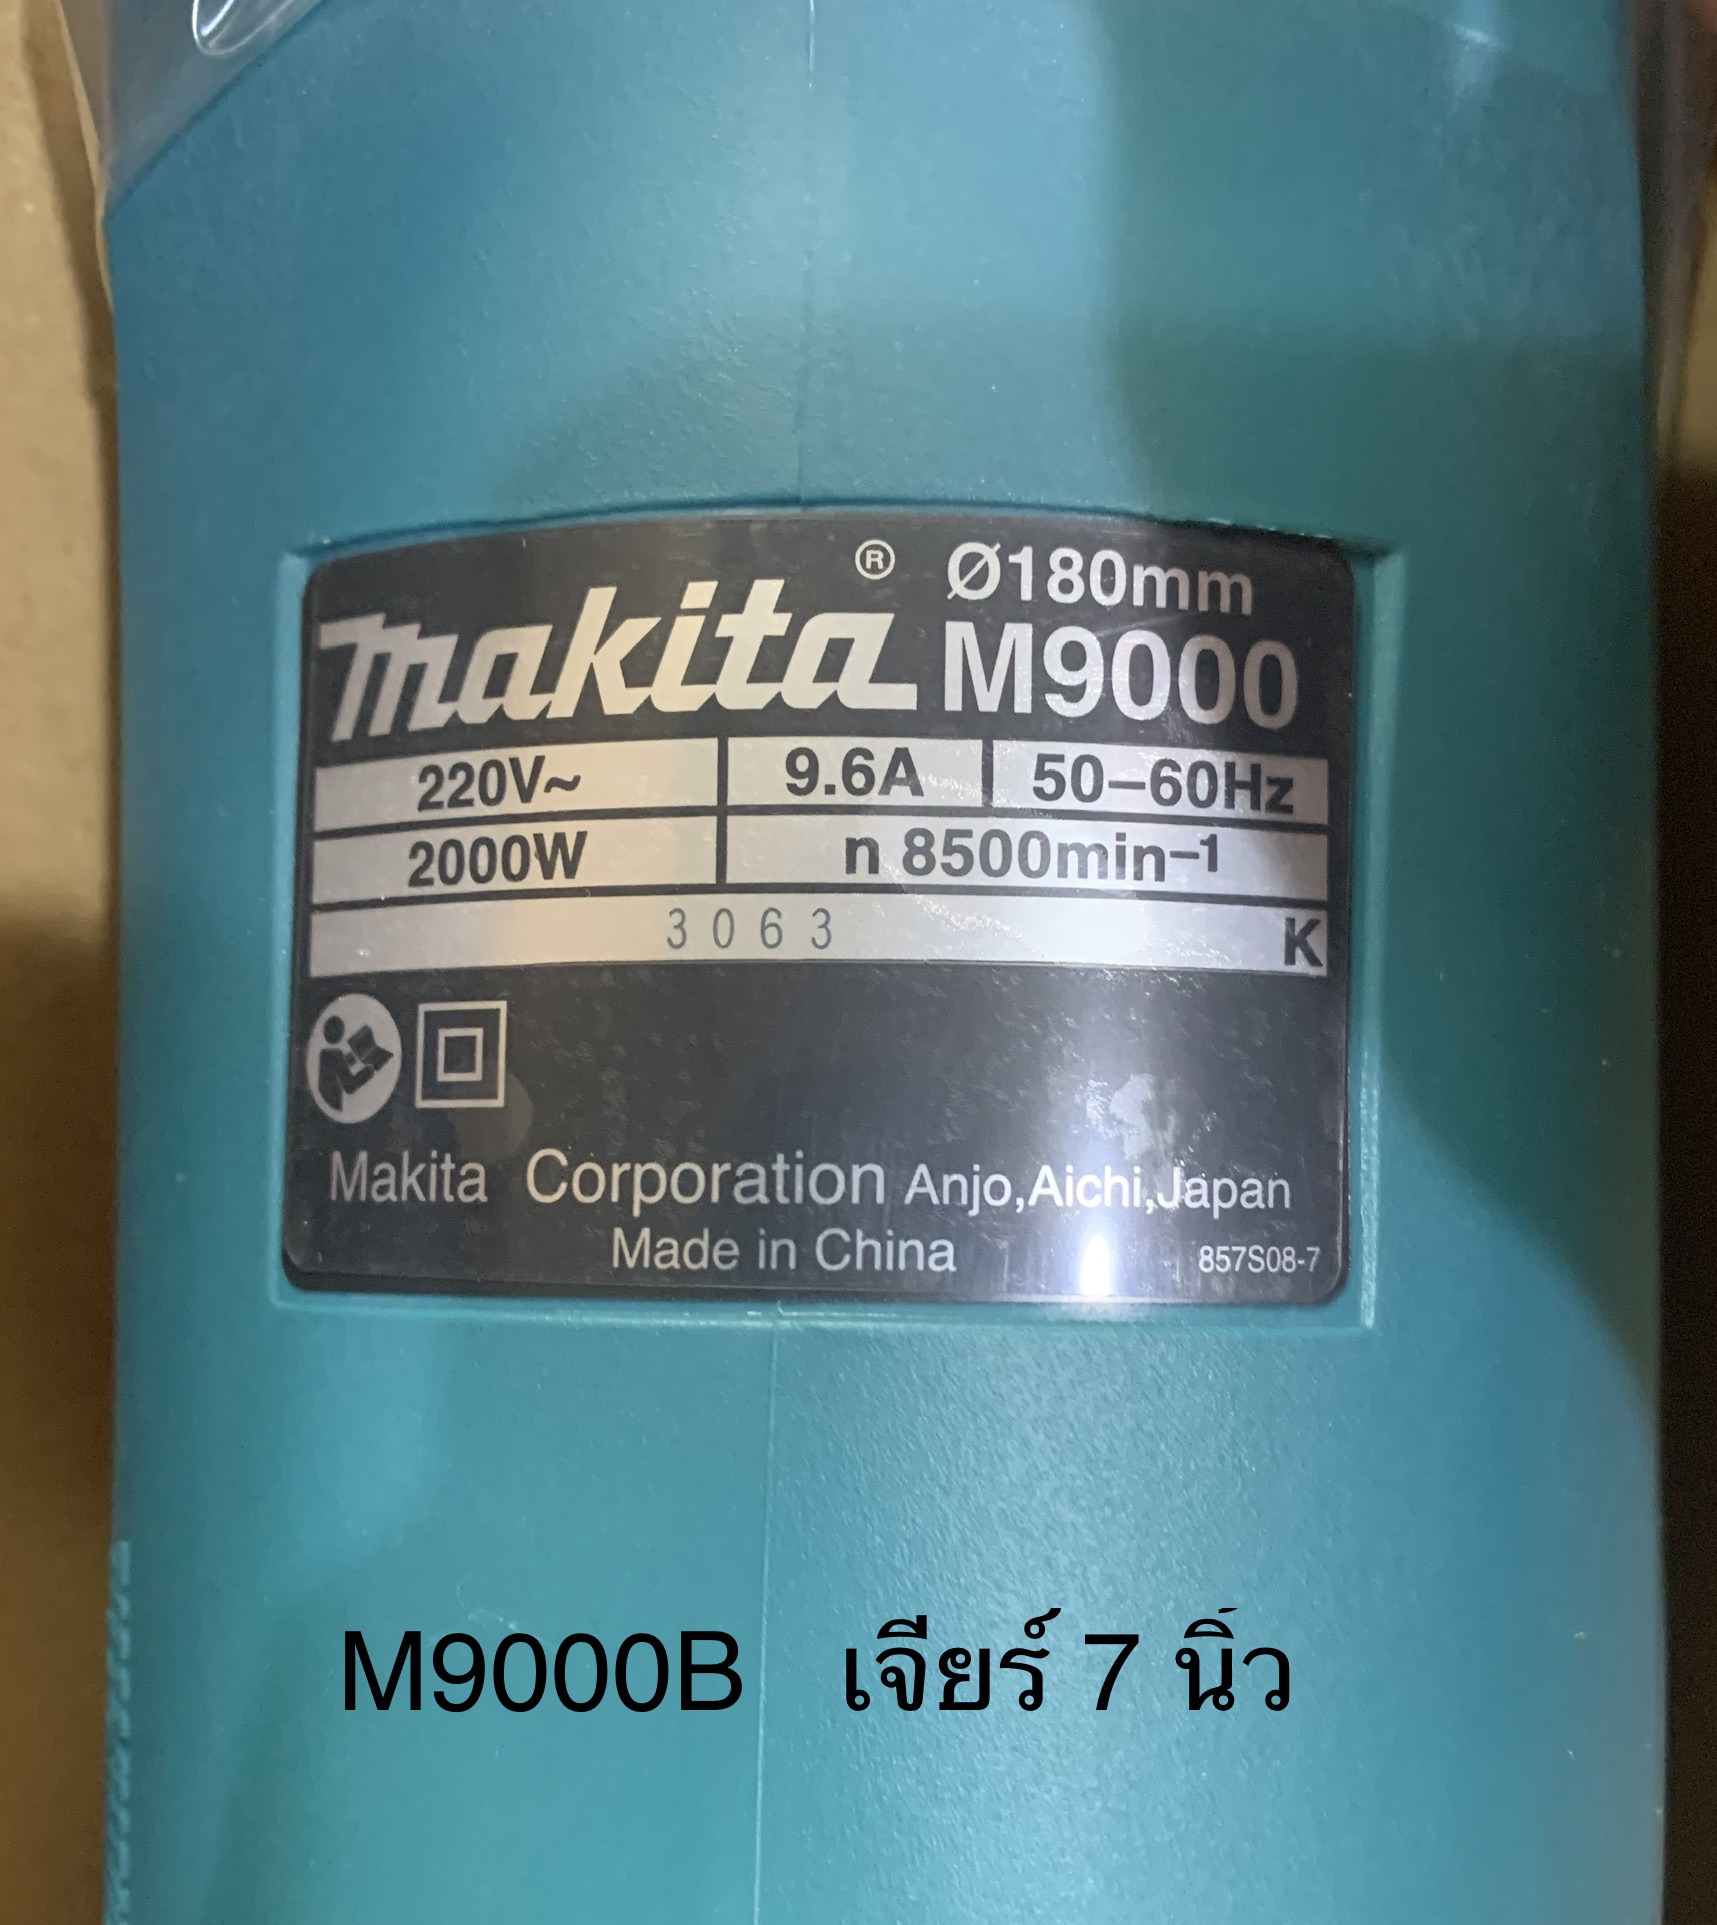 makita ® Ø180mm
M9000
220V~ 9.6A 50–60Hz
2000W n 8500min–1
3063 K
Makita Corporation Anjo,Aichi,Japan
Made in China 857S08-7
M9000B เจียร์ 7 นิ้ว